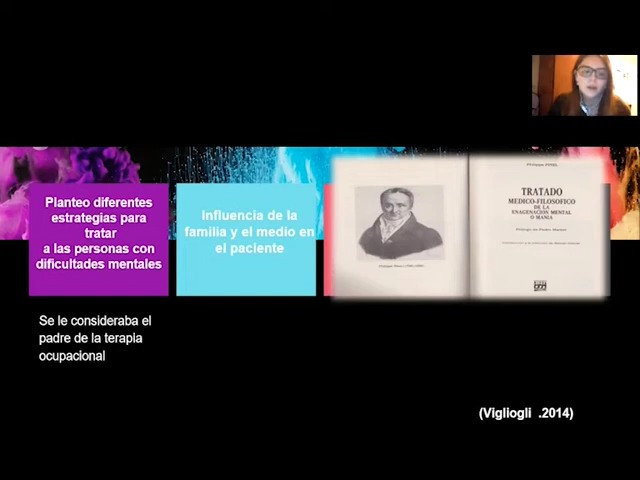 Planteo diferentes
estrategias para
tratar
a las personas con
dificultades mentales
Influencia de la
familia y el medio en
el paciente
TRATADO
MEDICO-FILOSOFICO
DE LA
ENAGENACION MENTAL
O MANIA
Se le consideraba el
padre de la terapia
ocupacional
(Vigliogli .2014)